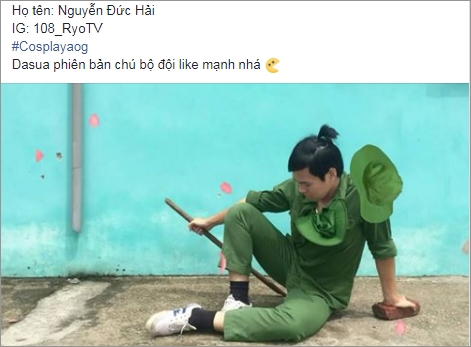 Họ tên: Nguyễn Đức Hải
IG: 108_RyoTV
#Cosplayaog
Dasua phiên bản chú bộ đội like mạnh nhá